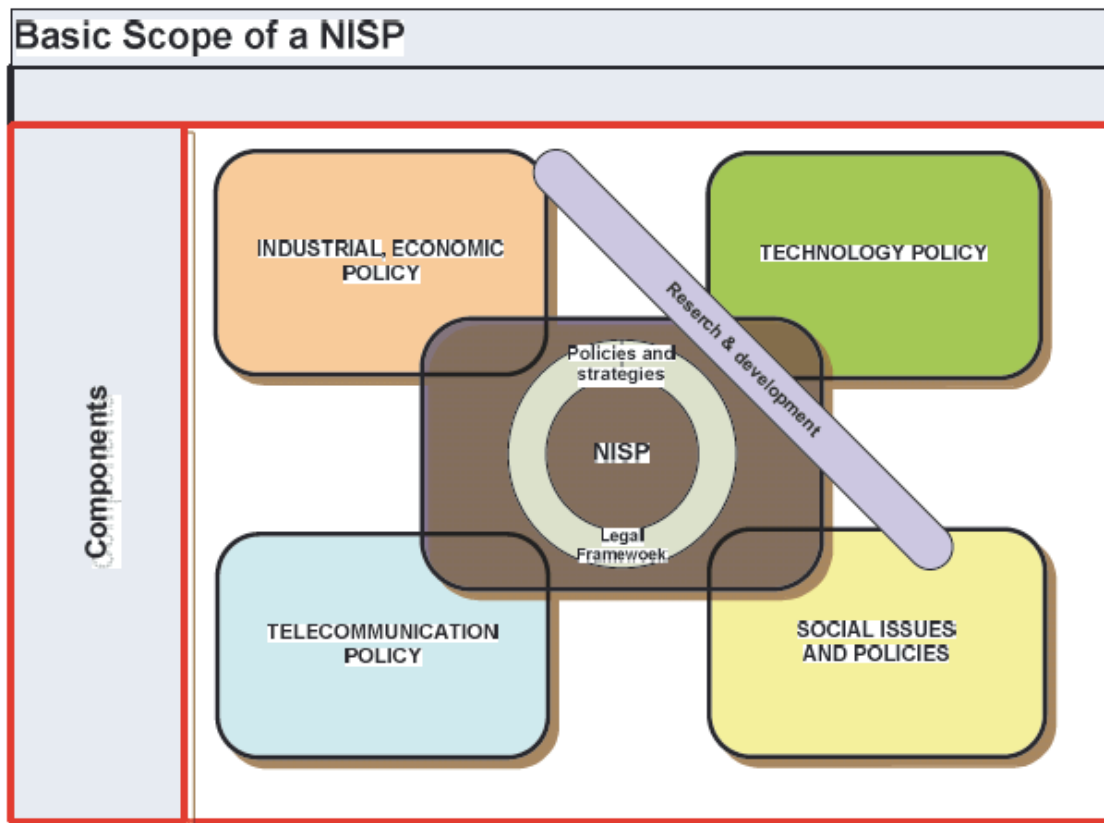 Basic Scope of a NISP
Components
INDUSTRIAL, ECONOMIC
POLICY
TECHNOLOGY POLICY
Reserch & development
Policies and
strategies
NISP
Legal
Framewoek
TELECOMMUNICATION
POLICY
SOCIAL ISSUES
AND POLICIES